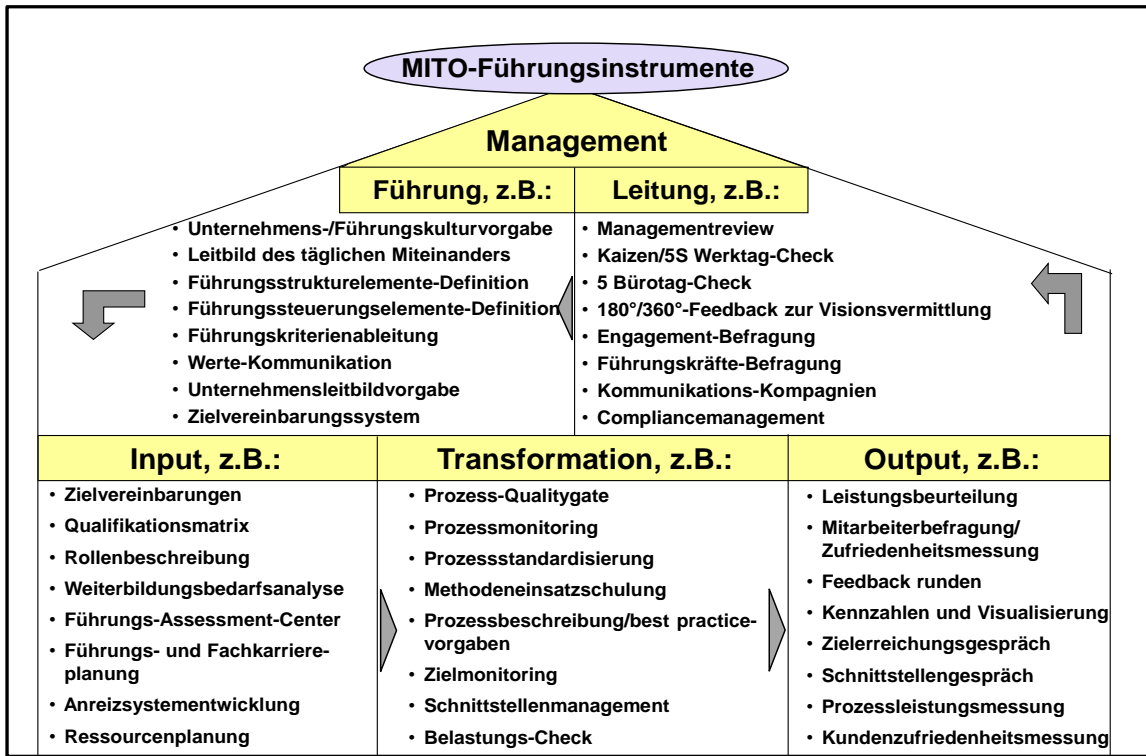 MITO-Führungsinstrumente
Management
Führung, z.B.:
• Unternehmens-/Führungskulturvorgabe
• Leitbild des täglichen Miteinanders
• Führungsstrukturelemente-Definition
• Führungssteuerungselemente-Definition
• Führungskriterienableitung
• Werte-Kommunikation
• Unternehmensleitbildvorgabe
• Zielvereinbarungssystem
Leitung, z.B.:
• Managementreview
• Kaizen/5S Werktag-Check
• 5 Bürotag-Check
• 180°/360°-Feedback zur Visionsvermittlung
• Engagement-Befragung
• Führungskräfte-Befragung
• Kommunikations-Kompagnien
• Compliancemanagement
Input, z.B.:
• Zielvereinbarungen
• Qualifikationsmatrix
• Rollenbeschreibung
• Weiterbildungsbedarfsanalyse
• Führungs-Assessment-Center
• Führungs- und Fachkarriere-
planung
• Anreizsystementwicklung
• Ressourcenplanung
Transformation, z.B.:
• Prozess-Qualitygate
• Prozessmonitoring
• Prozessstandardisierung
• Methodeneinsatzschulung
• Prozessbeschreibung/best practice-
vorgaben
• Zielmonitoring
• Schnittstellenmanagement
• Belastungs-Check
Output, z.B.:
• Leistungsbeurteilung
• Mitarbeiterbefragung/
Zufriedenheitsmessung
• Feedback runden
• Kennzahlen und Visualisierung
• Zielerreichungsgespräch
• Schnittstellengespräch
• Prozessleistungsmessung
• Kundenzufriedenheitsmessung